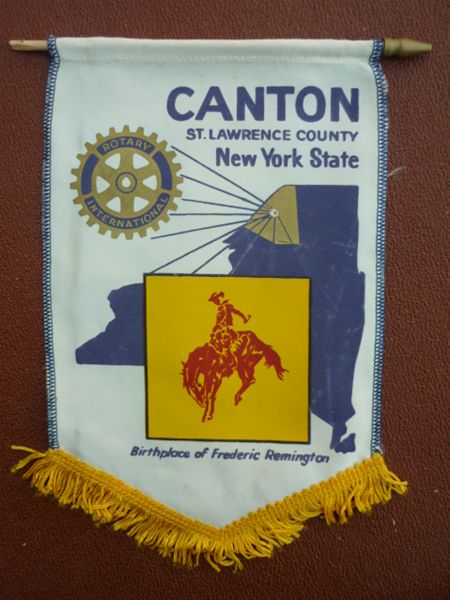 CANTON
ST. LAWRENCE COUNTY
New York State
ROTARY
INTERNATIONAL
Birthplace of Frederic Remington